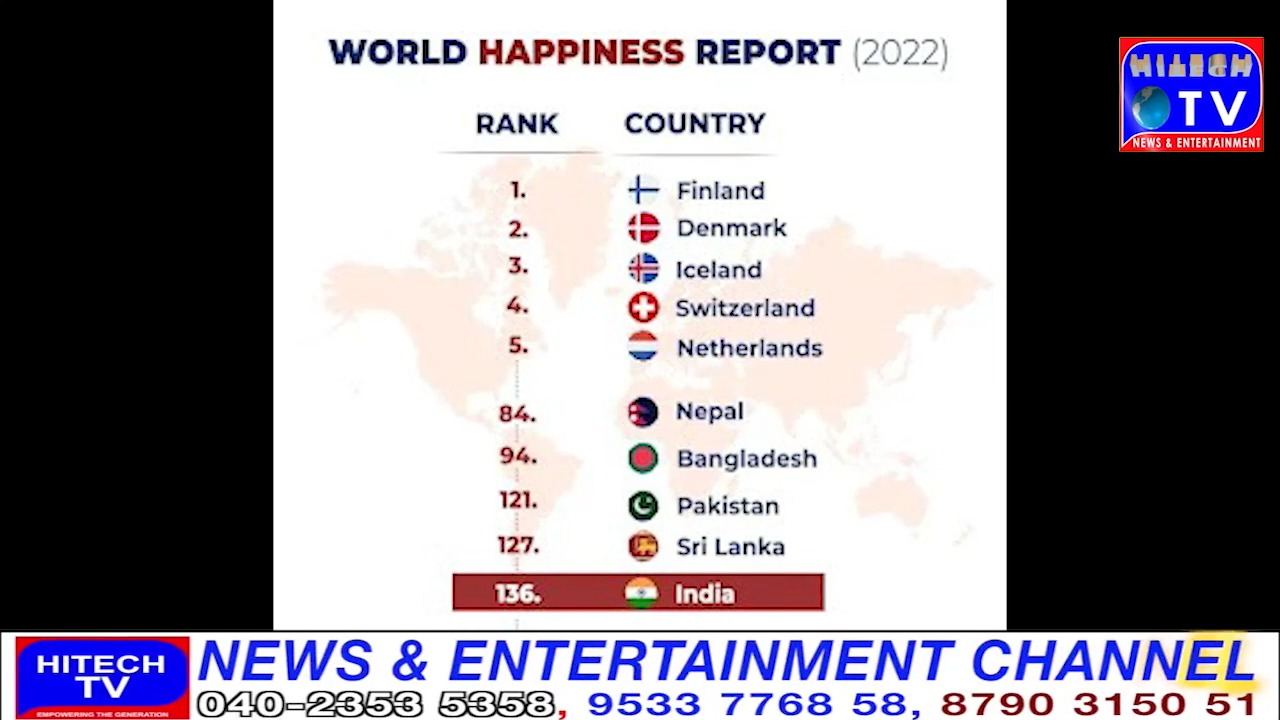 WORLD HAPPINESS REPORT (2022)
HITECH
TV
NEWS & ENTERTAINMENT
RANK COUNTRY
1. Finland
2. Denmark
3. Iceland
4. Switzerland
5. Netherlands
84. Nepal
94. Bangladesh
121. Pakistan
127. Sri Lanka
136. India
HITECH
TV
EMPOWERING THE GENERATION
NEWS & ENTERTAINMENT CHANNEL
040-2353 5358, 9533 7768 58, 8790 3150 51